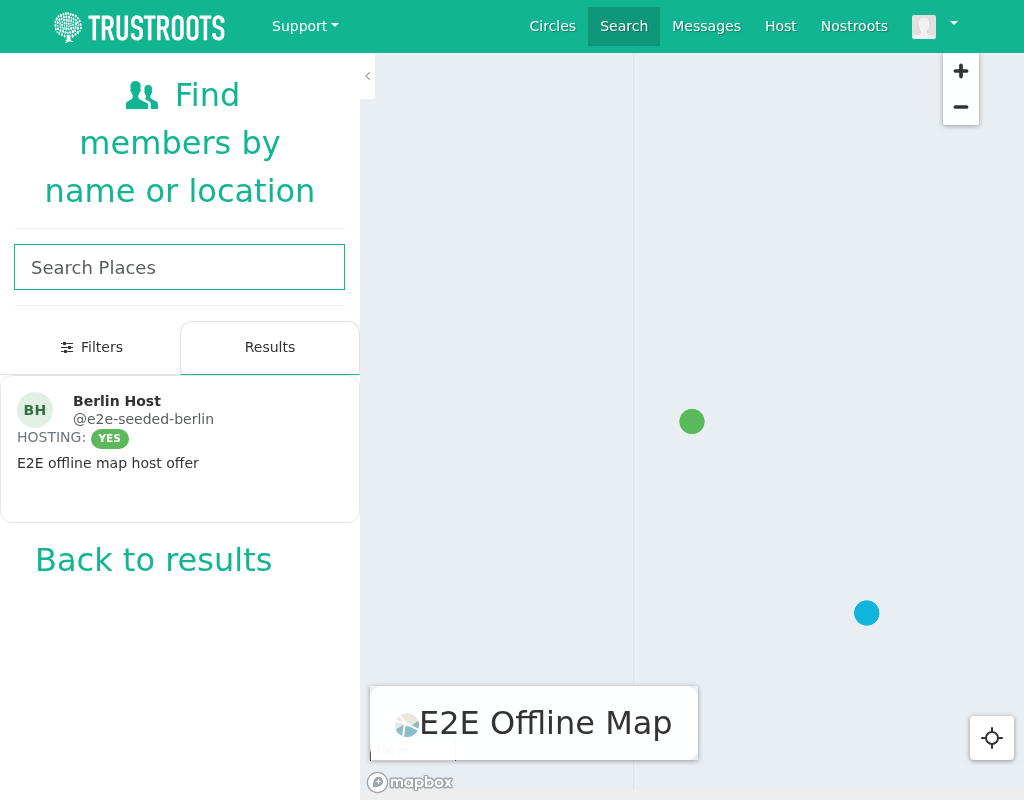 TRUSTROOTS
Support
Circles
Search
Messages
Host
Nostroots
Find
members by
name or location
Search Places
Filters
Results
BH
Berlin Host
@e2e-seeded-berlin
HOSTING: YES
E2E offline map host offer
Back to results
E2E Offline Map
mapbox